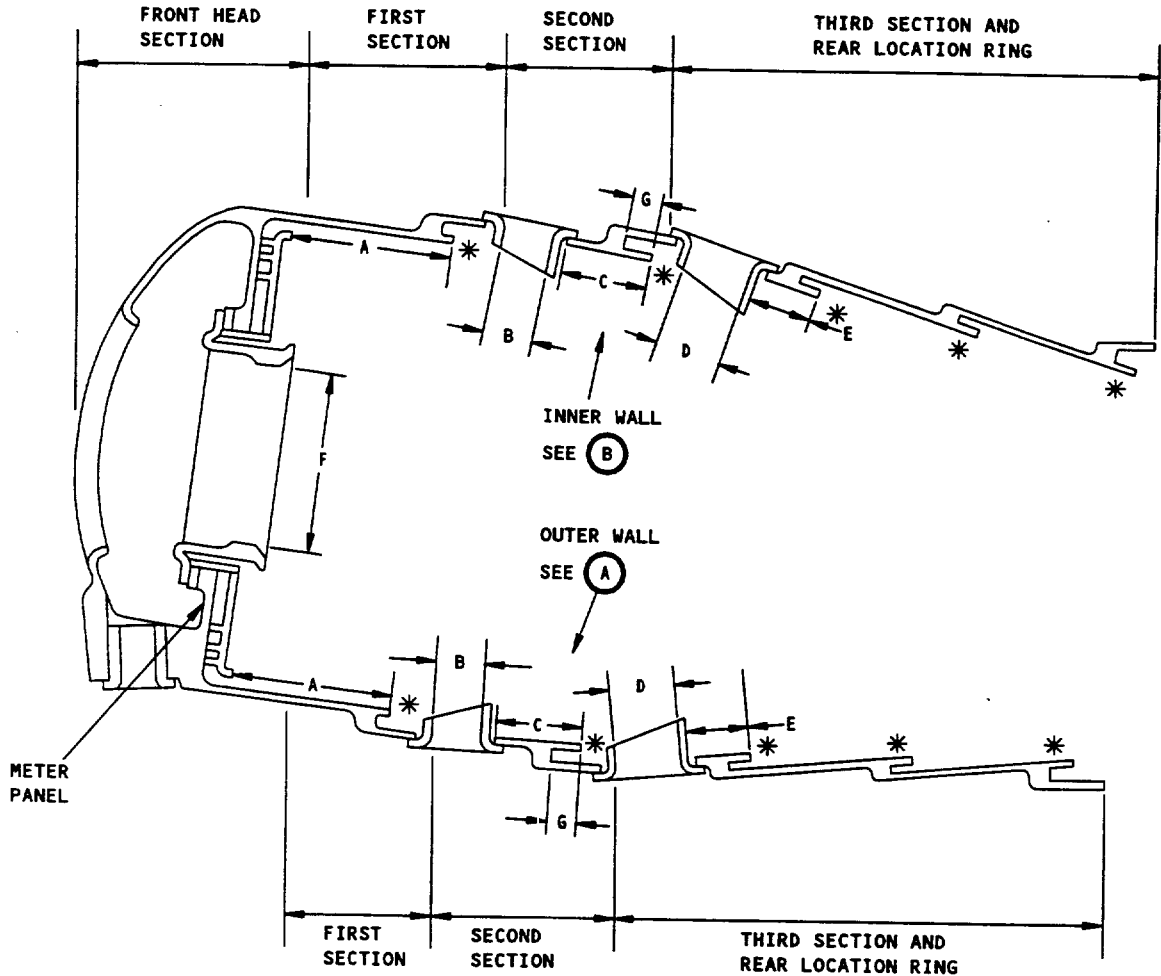 FRONT HEAD
SECTION
FIRST
SECTION
SECOND
SECTION
THIRD SECTION AND
REAR LOCATION RING
G
A
C
B
D
E
INNER WALL
SEE B
F
OUTER WALL
SEE A
B
D
A
C
E
METER
PANEL
G
FIRST
SECTION
SECOND
SECTION
THIRD SECTION AND
REAR LOCATION RING